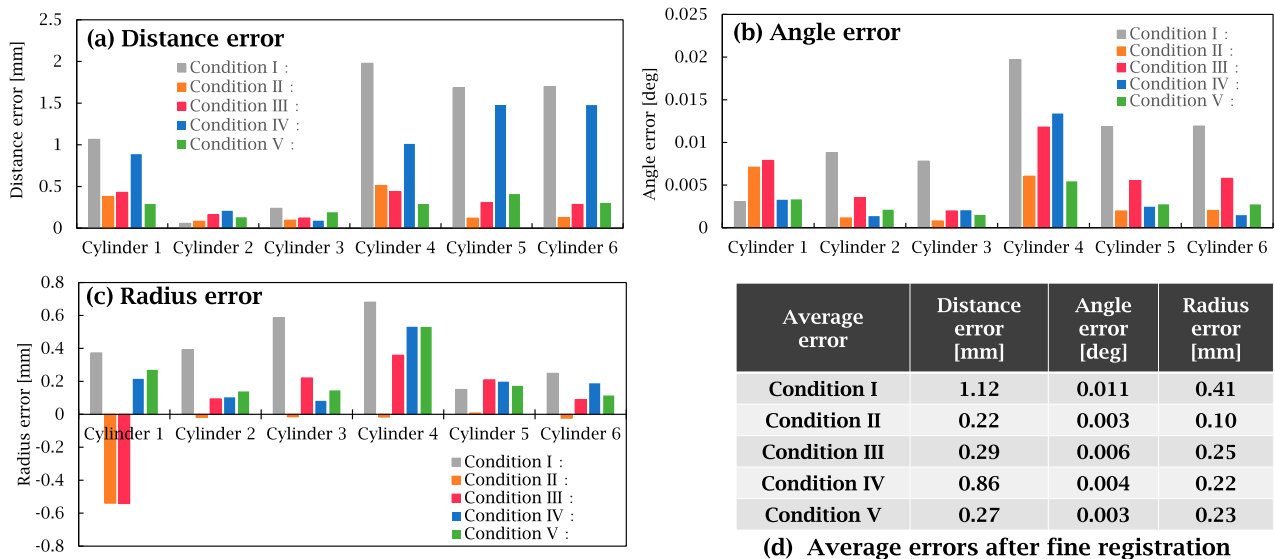 (a) Distance error
Distance error [mm]
2.5
2
1.5
1
0.5
0
Condition I :
Condition II :
Condition III :
Condition IV :
Condition V :
Cylinder 1 Cylinder 2 Cylinder 3 Cylinder 4 Cylinder 5 Cylinder 6
(b) Angle error
Angle error [deg]
0.025
0.02
0.015
0.01
0.005
0
Condition I :
Condition II :
Condition III :
Condition IV :
Condition V :
Cylinder 1 Cylinder 2 Cylinder 3 Cylinder 4 Cylinder 5 Cylinder 6
(c) Radius error
Radius error [mm]
0.8
0.6
0.4
0.2
0
-0.2
-0.4
-0.6
-0.8
Cylinder 1 Cylinder 2 Cylinder 3 Cylinder 4 Cylinder 5 Cylinder 6
Condition I :
Condition II :
Condition III :
Condition IV :
Condition V :
Average error Distance error [mm] Angle error [deg] Radius error [mm]
Condition I 1.12 0.011 0.41
Condition II 0.22 0.003 0.10
Condition III 0.29 0.006 0.25
Condition IV 0.86 0.004 0.22
Condition V 0.27 0.003 0.23
(d) Average errors after fine registration